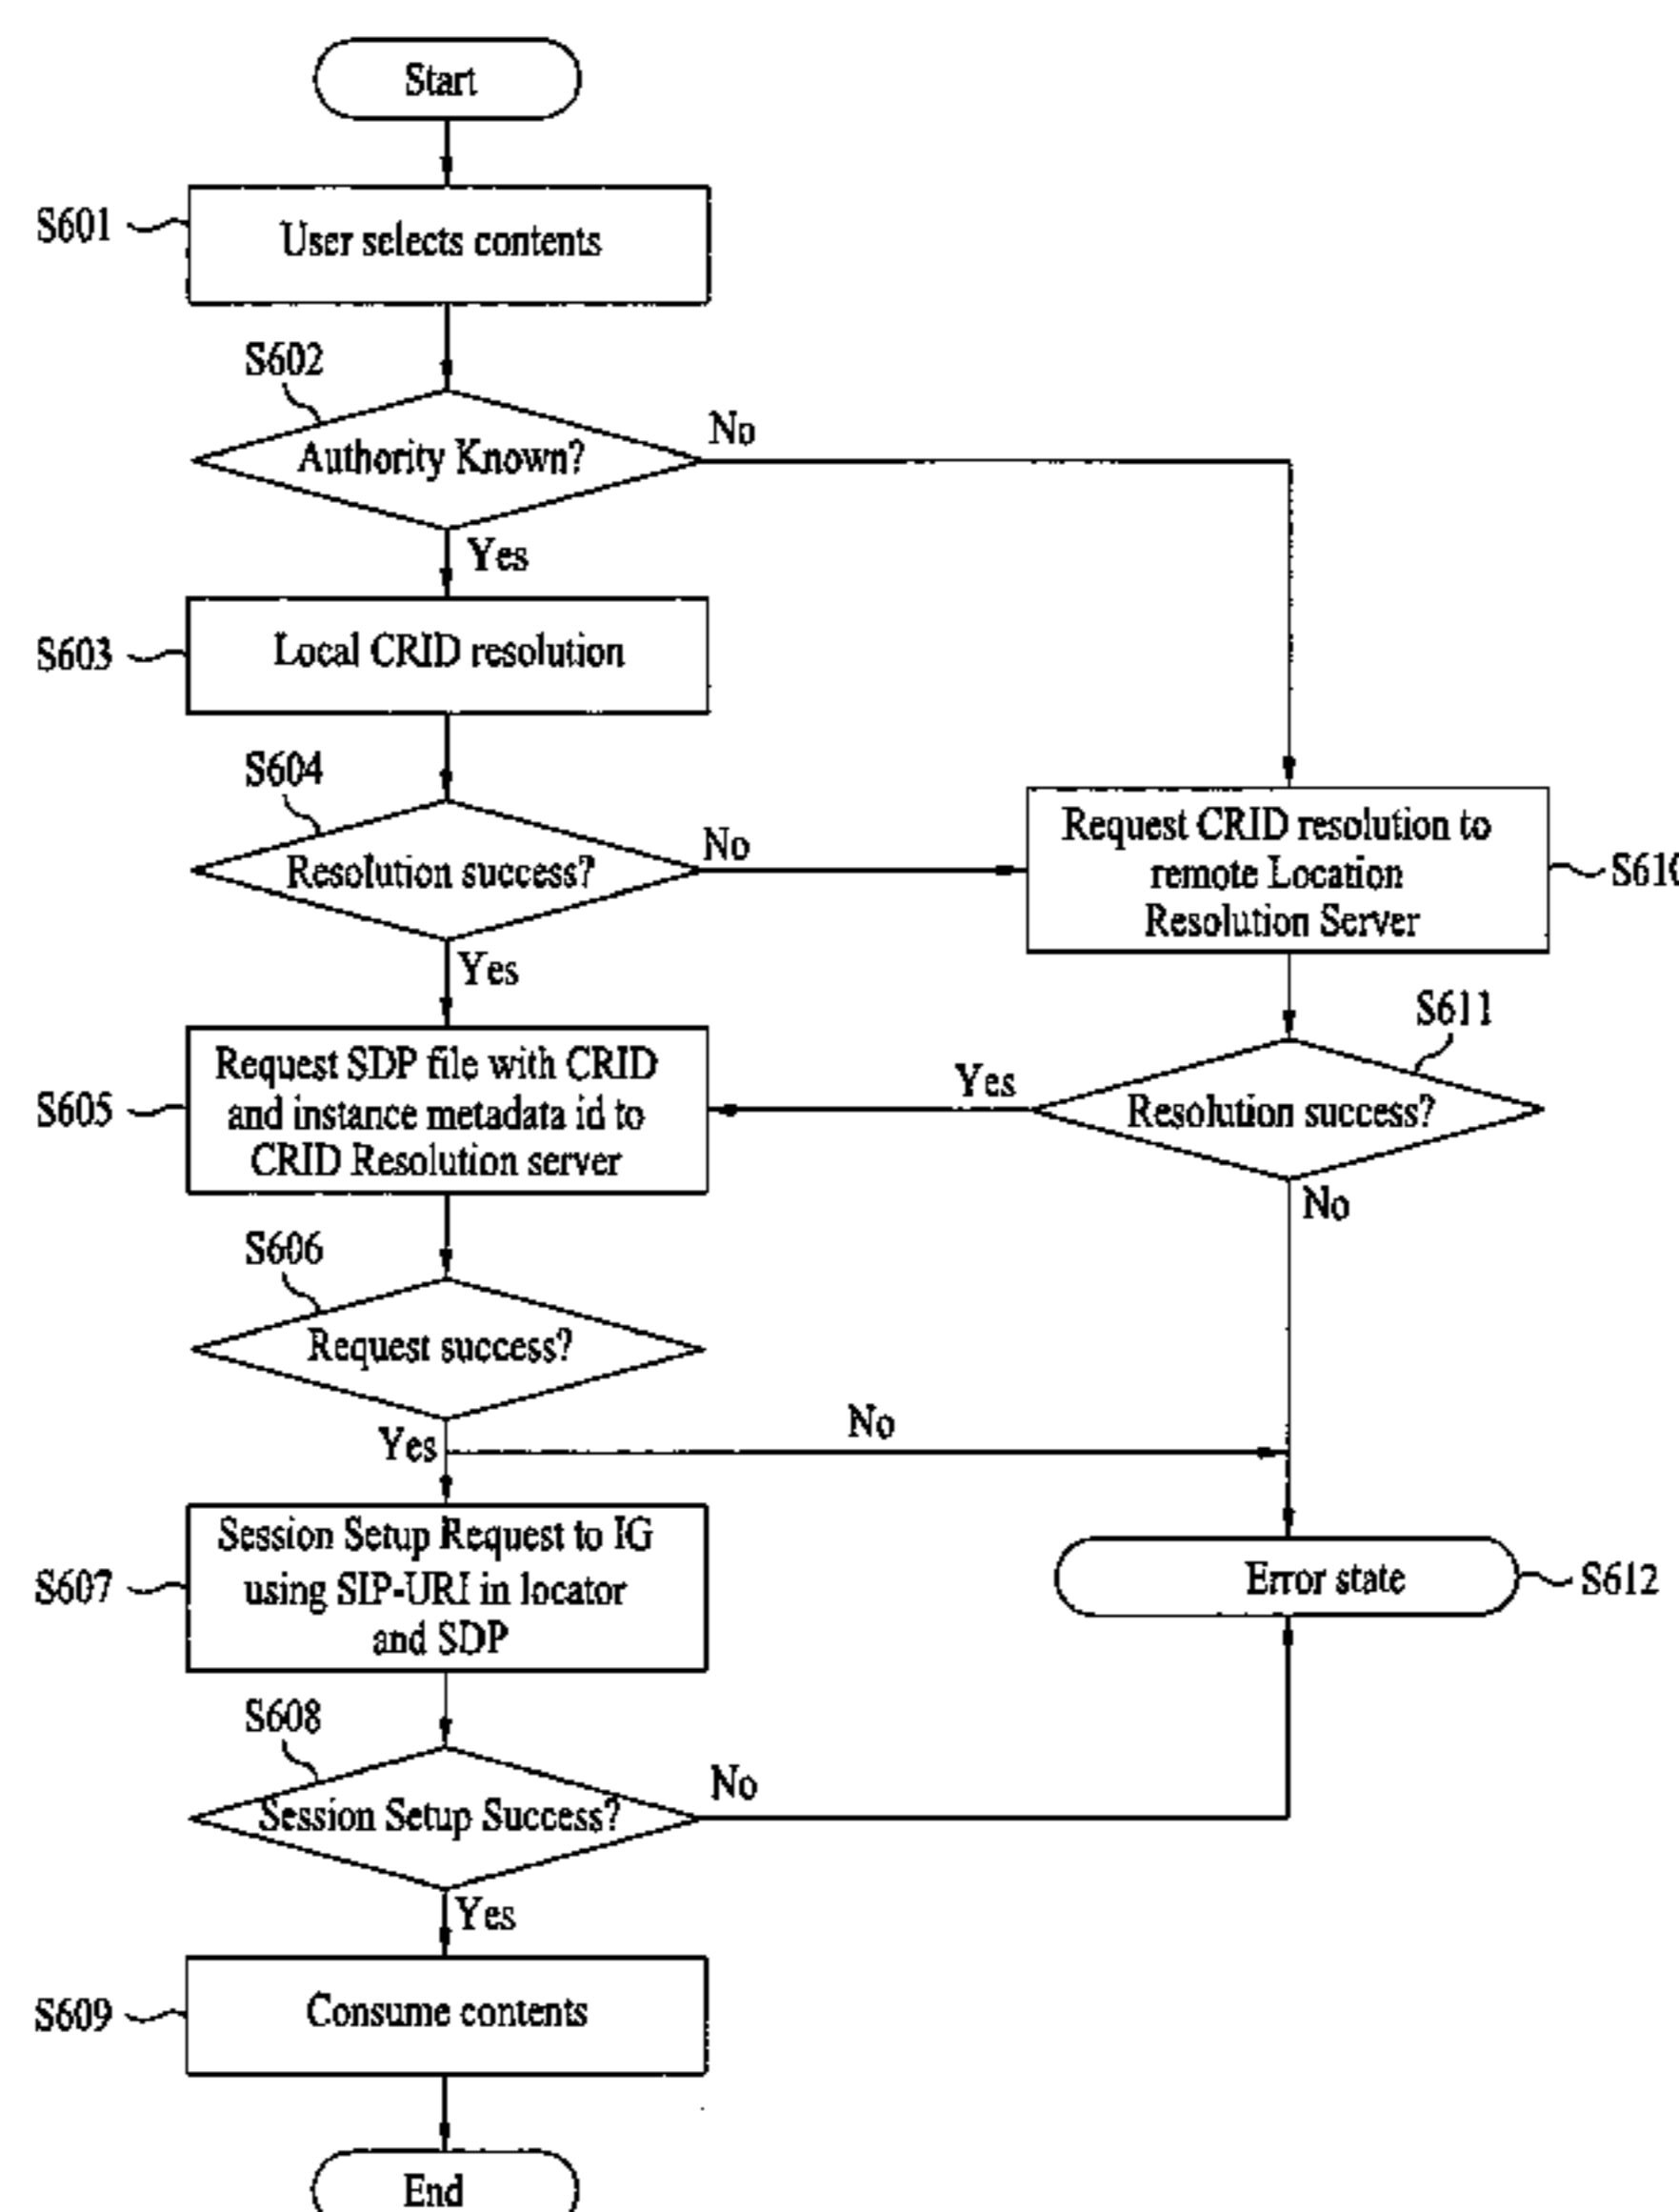 Start
S601
User selects contents
S602
Authority Known?
No
Yes
S603
Local CRID resolution
S604
Resolution success?
No
Yes
Request CRID resolution to
remote Location
Resolution Server
S610
S605
Request SDP file with CRID
and instance metadata id to
CRID Resolution server
S611
Resolution success?
Yes
No
S606
Request success?
Yes
No
S607
Session Setup Request to IG
using SIP-URI in locator
and SDP
Error state
S612
S608
Session Setup Success?
No
Yes
S609
Consume contents
End